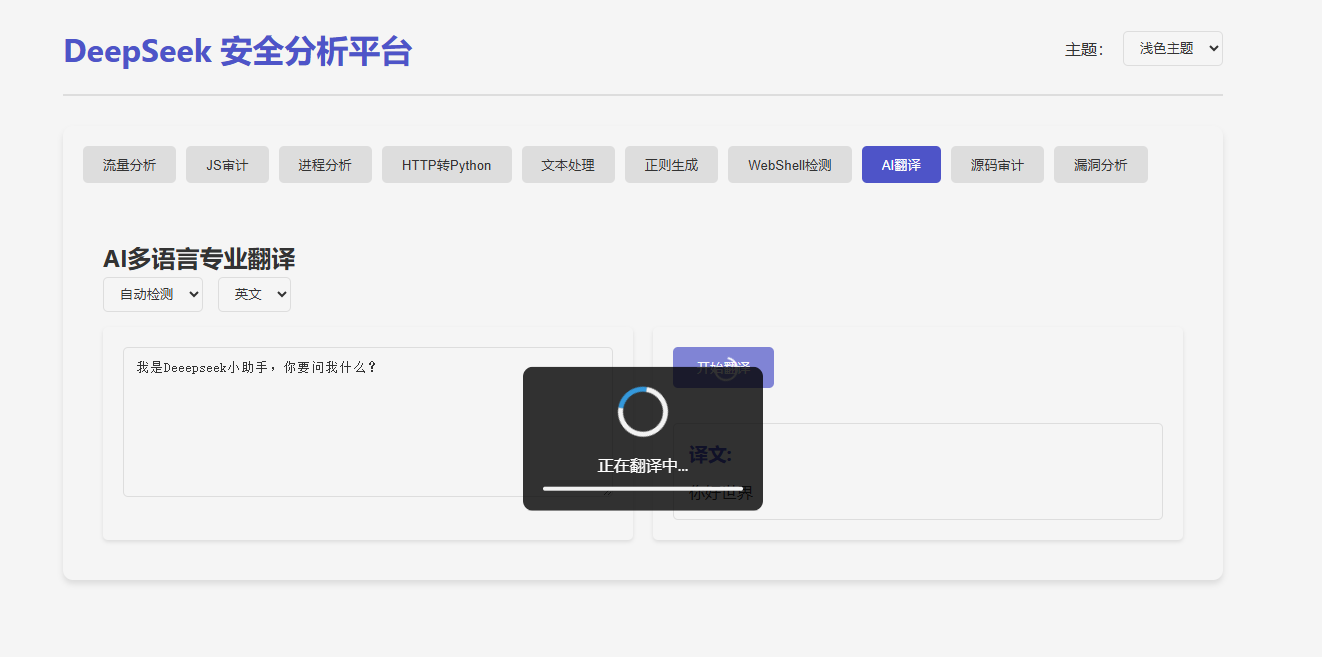 DeepSeek 安全分析平台
主题：
浅色主题
流量分析
JS审计
进程分析
HTTP转Python
文本处理
正则生成
WebShell检测
AI翻译
源码审计
漏洞分析
AI多语言专业翻译
自动检测
英文
我是Deeepseek小助手，你要问我什么？
开始翻译
正在翻译中...
译文:
你好世界